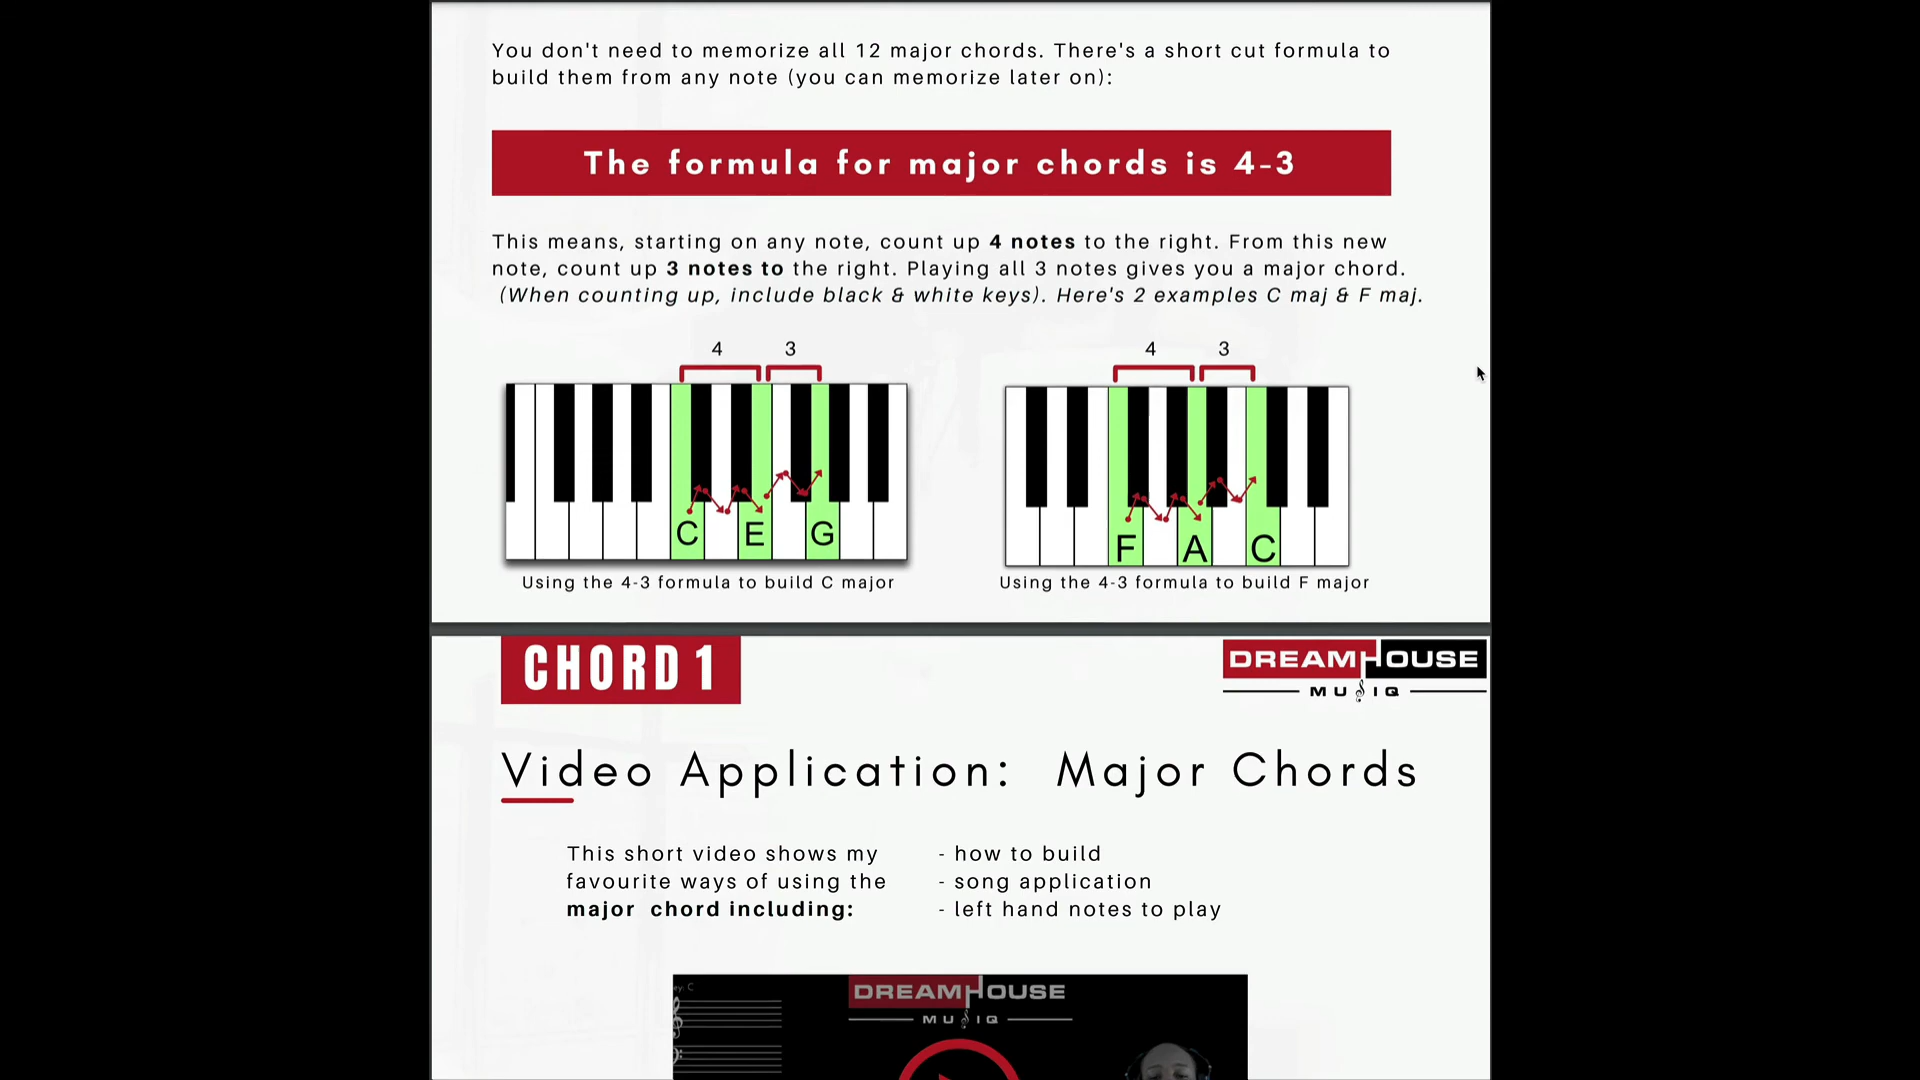 You don't need to memorize all 12 major chords. There's a short cut formula to
build them from any note (you can memorize later on):
The formula for major chords is 4-3
This means, starting on any note, count up 4 notes to the right. From this new
note, count up 3 notes to the right. Playing all 3 notes gives you a major chord.
(When counting up, include black & white keys). Here's 2 examples C maj & F maj.
4 3
C E G
Using the 4-3 formula to build C major
4 3
F A C
Using the 4-3 formula to build F major
CHORD 1
DREAMHOUSE
MUSIQ
Video Application: Major Chords
This short video shows my
favourite ways of using the
major chord including:
- how to build
- song application
- left hand notes to play
DREAMHOUSE
MUSIQ